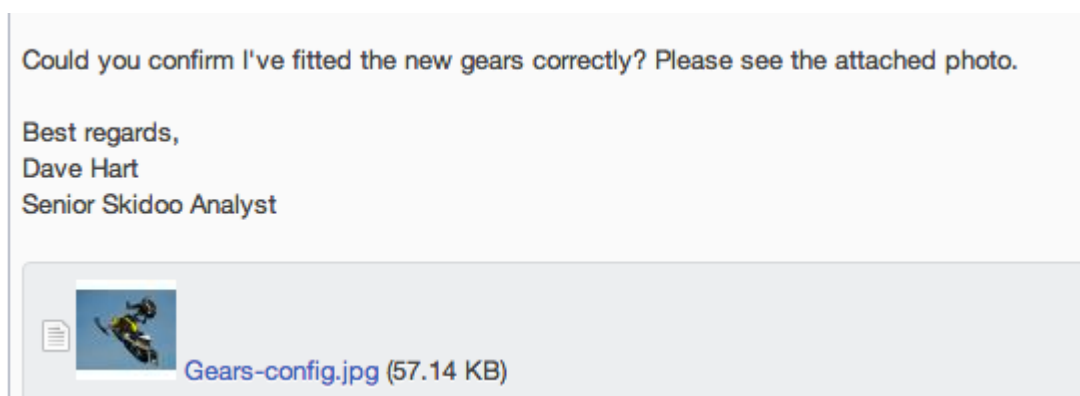 Could you confirm I've fitted the new gears correctly? Please see the attached photo.
Best regards,
Dave Hart
Senior Skidoo Analyst
Gears-config.jpg (57.14 KB)